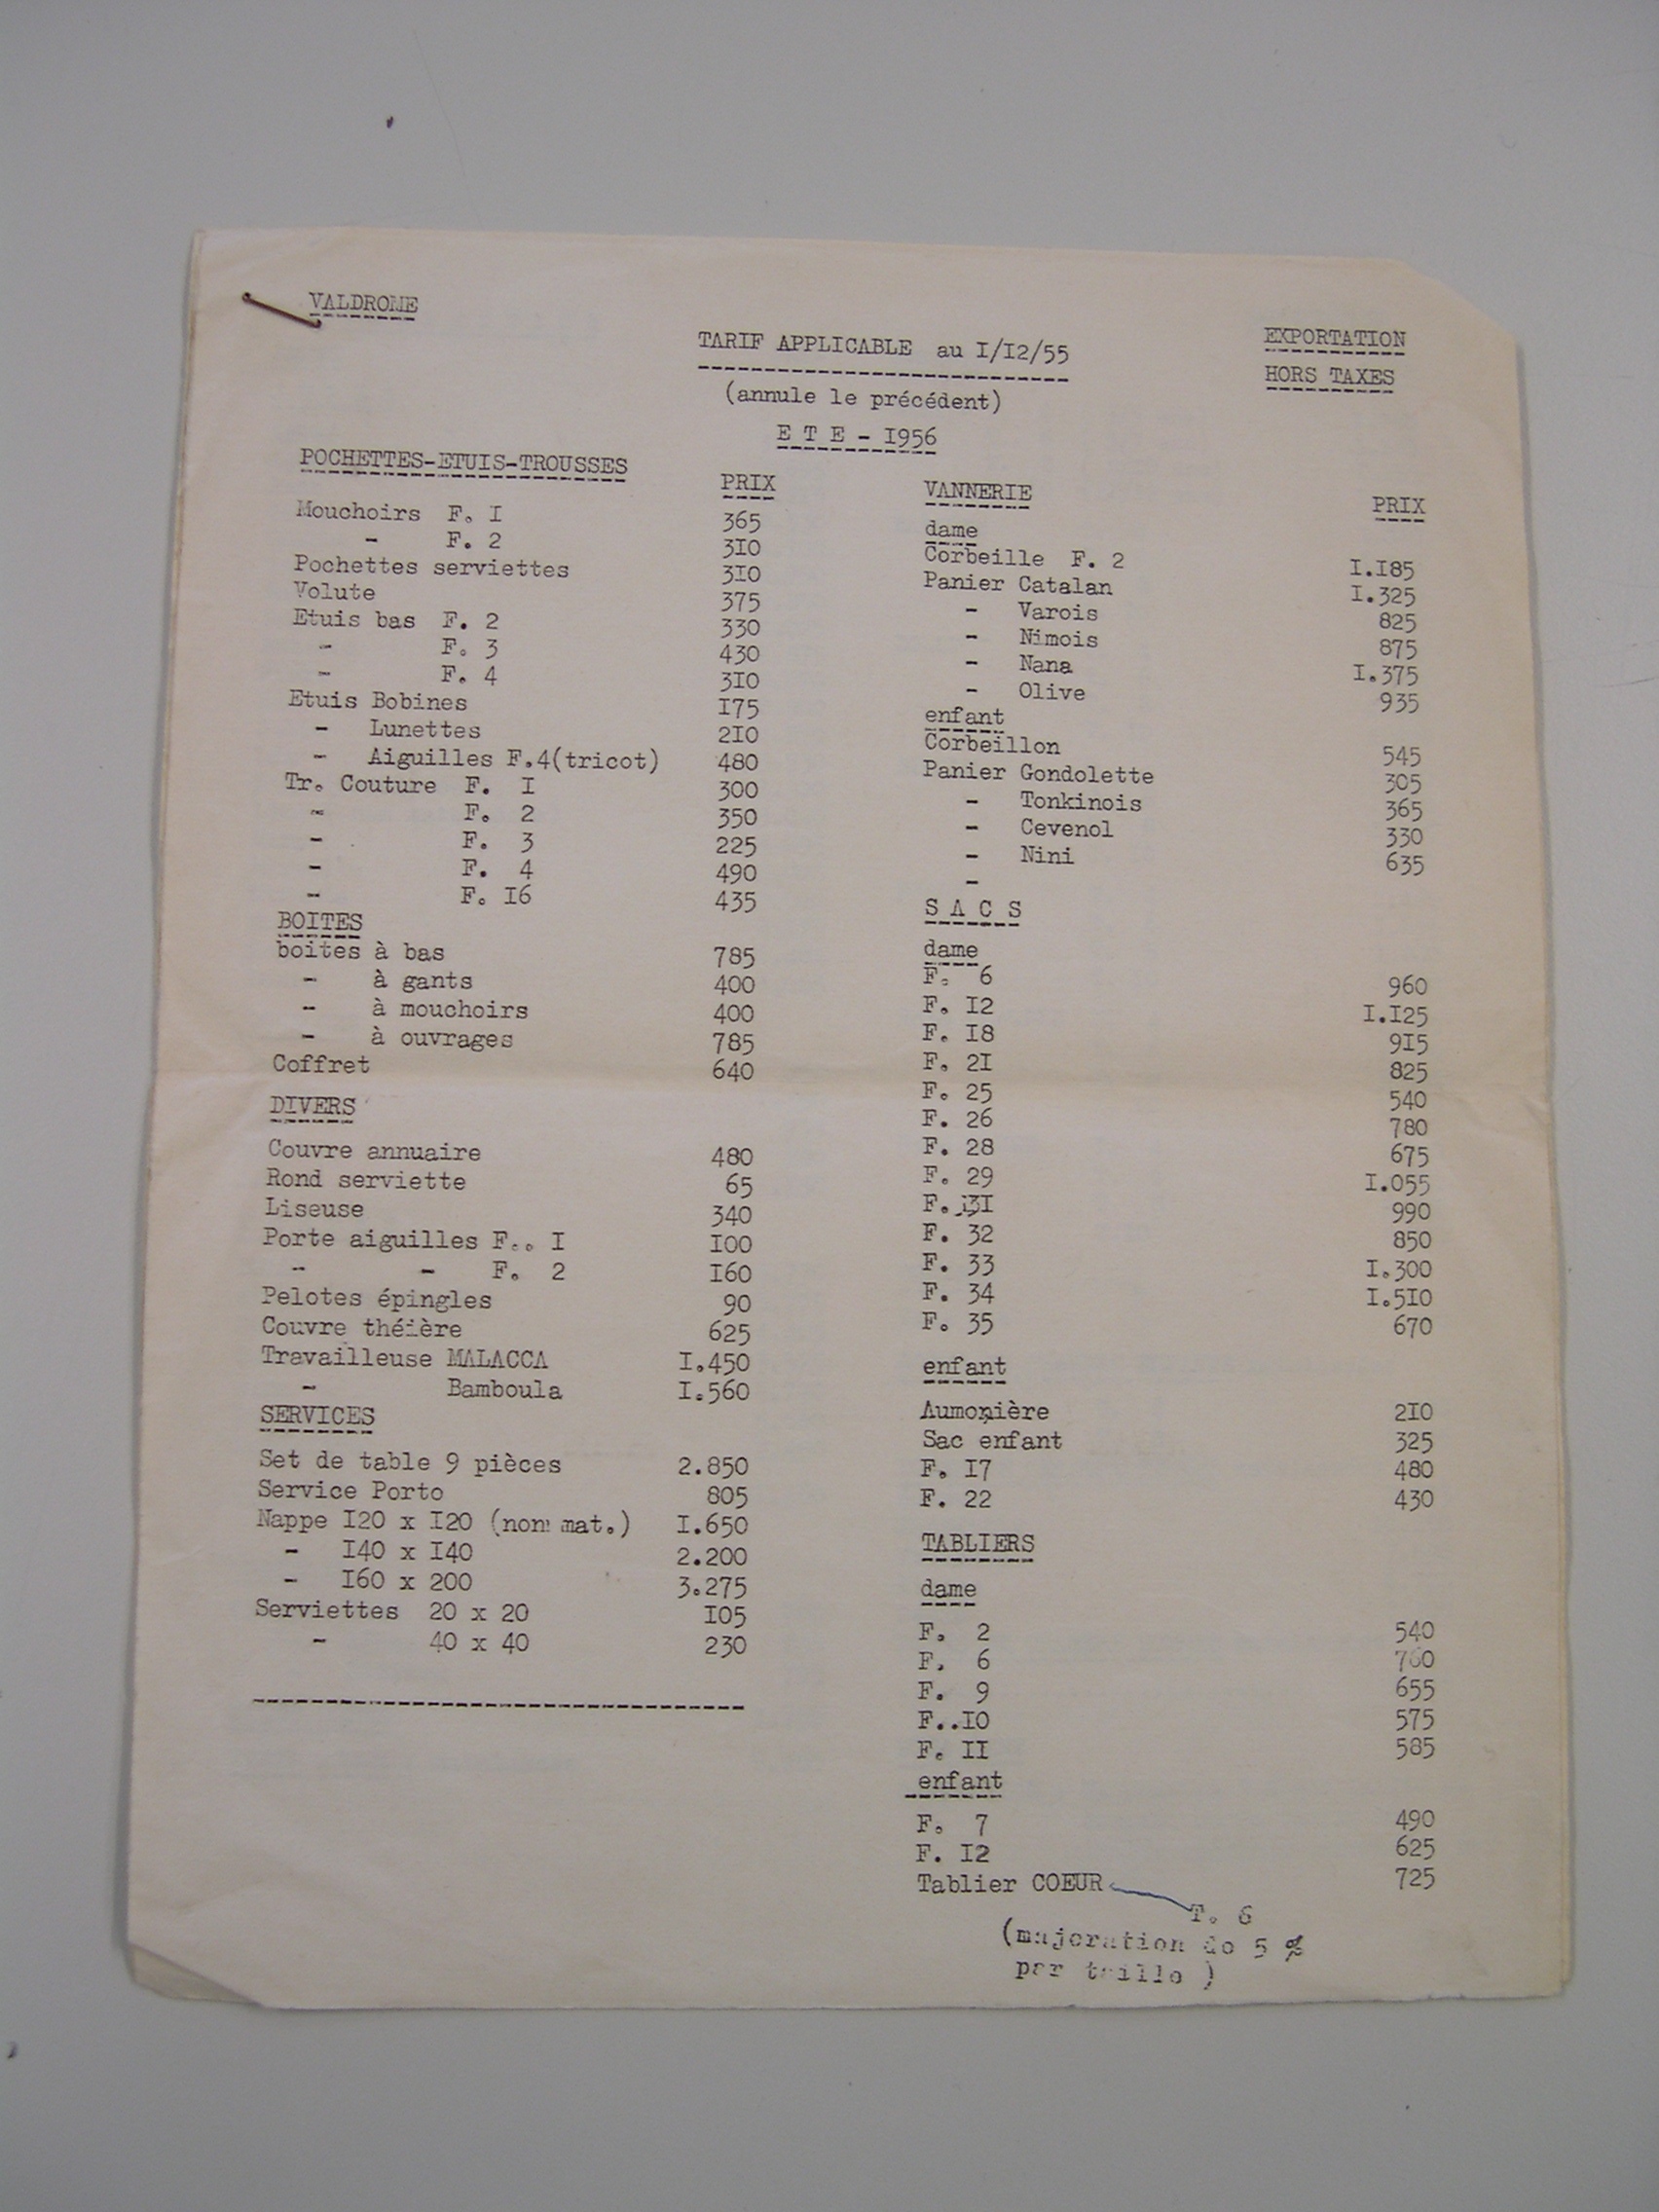 VALDROME
TARIF APPLICABLE au I/I2/55
(annule le précédent)
E T E - I956
EXPORTATION
HORS TAXES
POCHETTES-ETUIS-TROUSSES
PRIX
Mouchoirs F. I 365
- F. 2 3I0
Pochettes serviettes 3I0
Volute 375
Etuis bas F. 2 330
- F. 3 430
- F. 4 3I0
Etuis Bobines I75
- Lunettes 2I0
- Aiguilles F.4(tricot) 480
Tr. Couture F. I 300
- F. 2 350
- F. 3 225
- F. 4 490
- F. I6 435
BOITES
boites à bas 785
- à gants 400
- à mouchoirs 400
- à ouvrages 785
Coffret 640
DIVERS
Couvre annuaire 480
Rond serviette 65
Liseuse 340
Porte aiguilles F.. I I00
- - F. 2 I60
Pelotes épingles 90
Couvre théière 625
Travailleuse MALACCA I.450
- Bamboula I.560
SERVICES
Set de table 9 pièces 2.850
Service Porto 805
Nappe I20 x I20 (non mat.) I.650
- I40 x I40 2.200
- I60 x 200 3.275
Serviettes 20 x 20 I05
- 40 x 40 230
VANNERIE
PRIX
dame
Corbeille F. 2 I.I85
Panier Catalan I.325
- Varois 825
- Nimois 875
- Nana I.375
- Olive 935
enfant
Corbeillon 545
Panier Gondolette 305
- Tonkinois 365
- Cevenol 330
- Nini 635
-
S A C S
dame
F. 6 960
F. I2 I.I25
F. I8 9I5
F. 2I 825
F. 25 540
F. 26 780
F. 28 675
F. 29 I.055
F. 3I 990
F. 32 850
F. 33 I.300
F. 34 I.5I0
F. 35 670
enfant
Aumonière 2I0
Sac enfant 325
F. I7 480
F. 22 430
TABLIERS
dame
F. 2 540
F. 6
F. 9 655
F..I0 575
F. II 585
enfant
F. 7 490
F. I2 625
Tablier COEUR 725
T. 6
(majoration de 5 %
par taille )